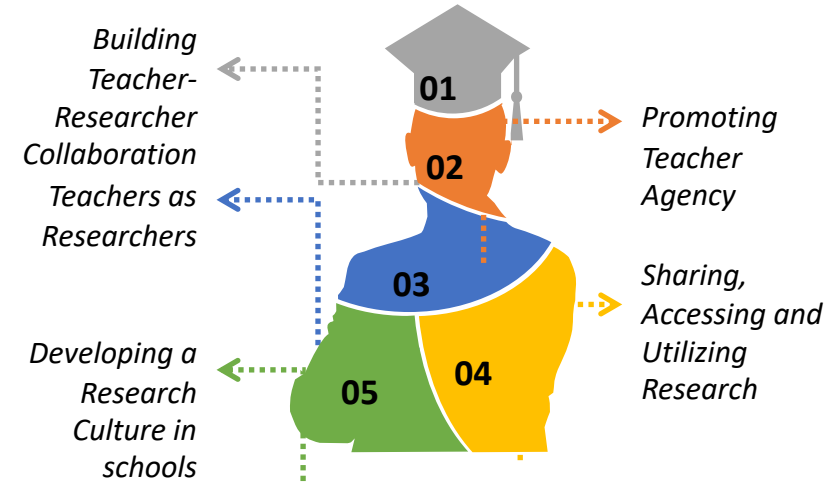 Building
Teacher-
Researcher
Collaboration
Teachers as
Researchers
Developing a
Research
Culture in
schools
01
02
03
04
05
Promoting
Teacher
Agency
Sharing,
Accessing and
Utilizing
Research